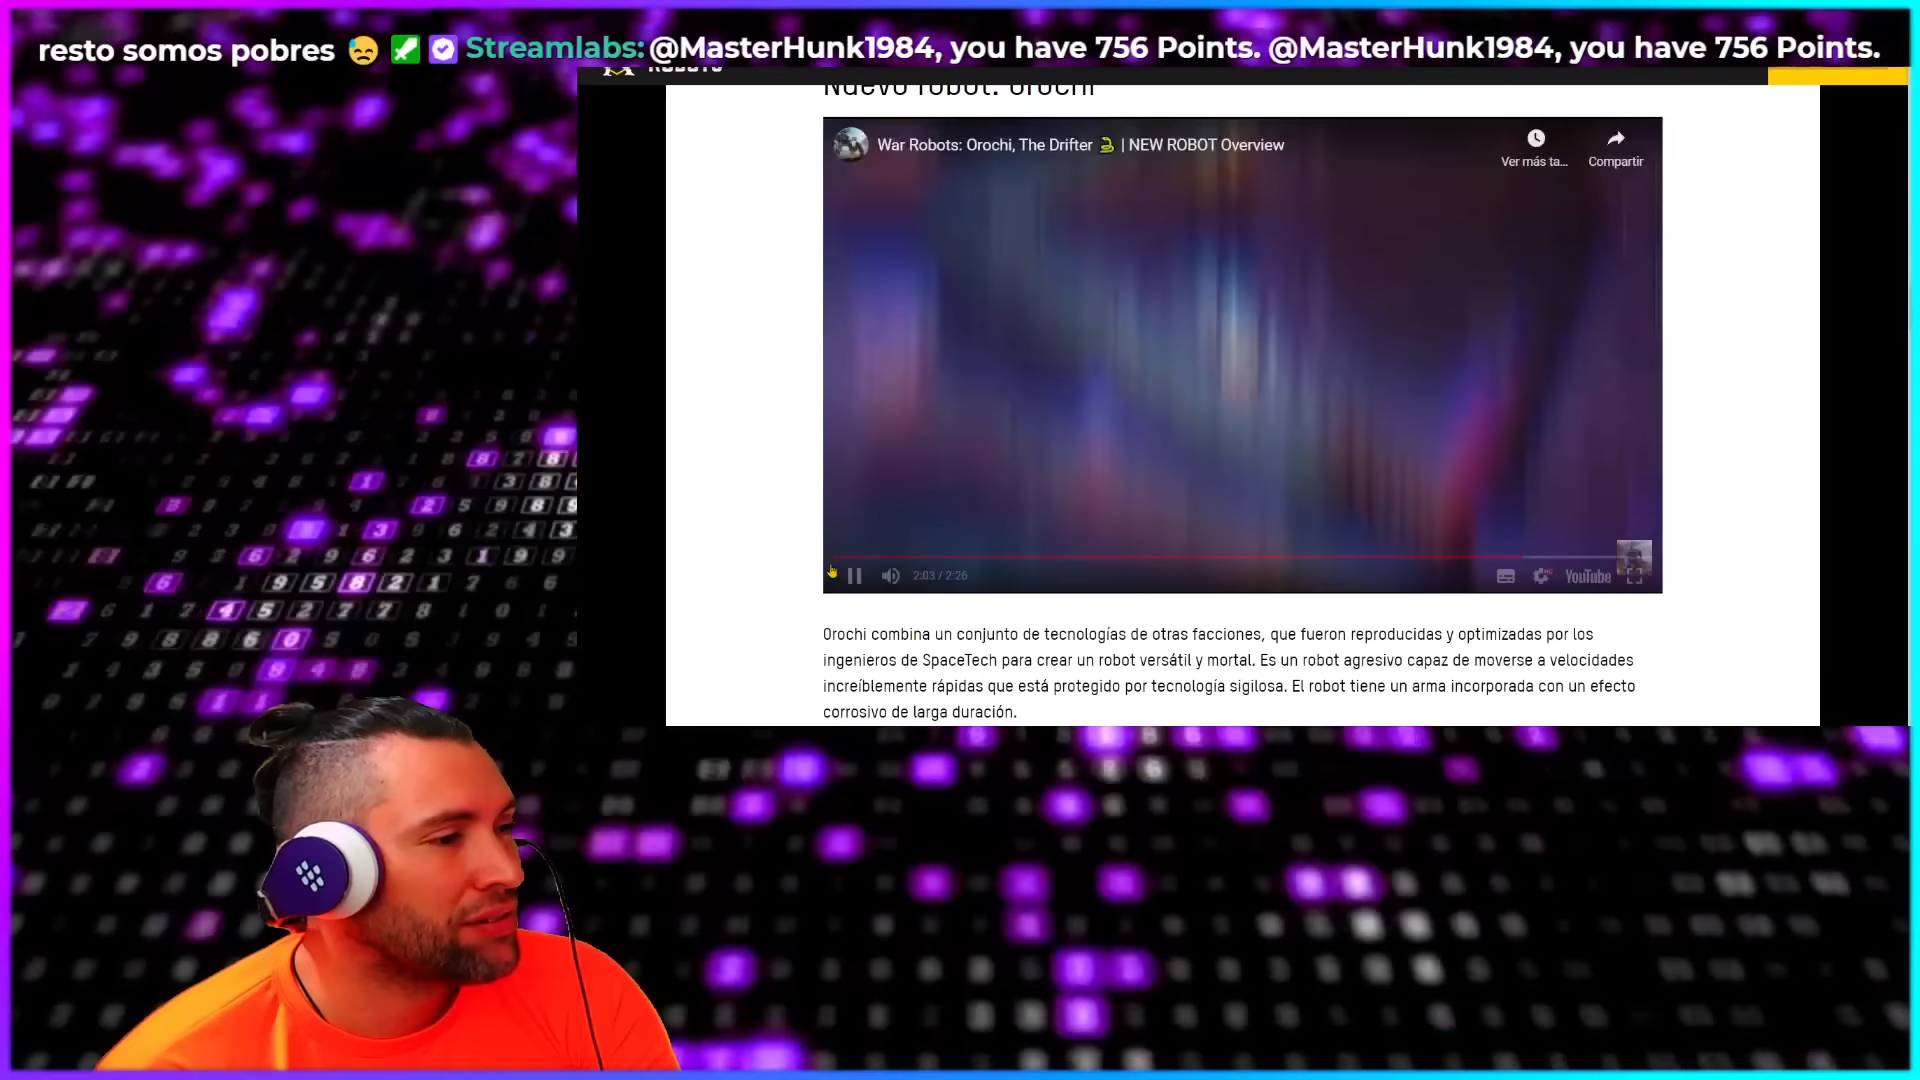 resto somos pobres 😓 Streamlabs: @MasterHunk1984, you have 756 Points. @MasterHunk1984, you have 756 Points.
ROBOTS
Nuevo robot: Orochi
War Robots: Orochi, The Drifter 🐍 | NEW ROBOT Overview
Ver más ta...
Compartir
2:03 / 2:26
YouTube
Orochi combina un conjunto de tecnologías de otras facciones, que fueron reproducidas y optimizadas por los
ingenieros de SpaceTech para crear un robot versátil y mortal. Es un robot agresivo capaz de moverse a velocidades
increíblemente rápidas que está protegido por tecnología sigilosa. El robot tiene un arma incorporada con un efecto
corrosivo de larga duración.